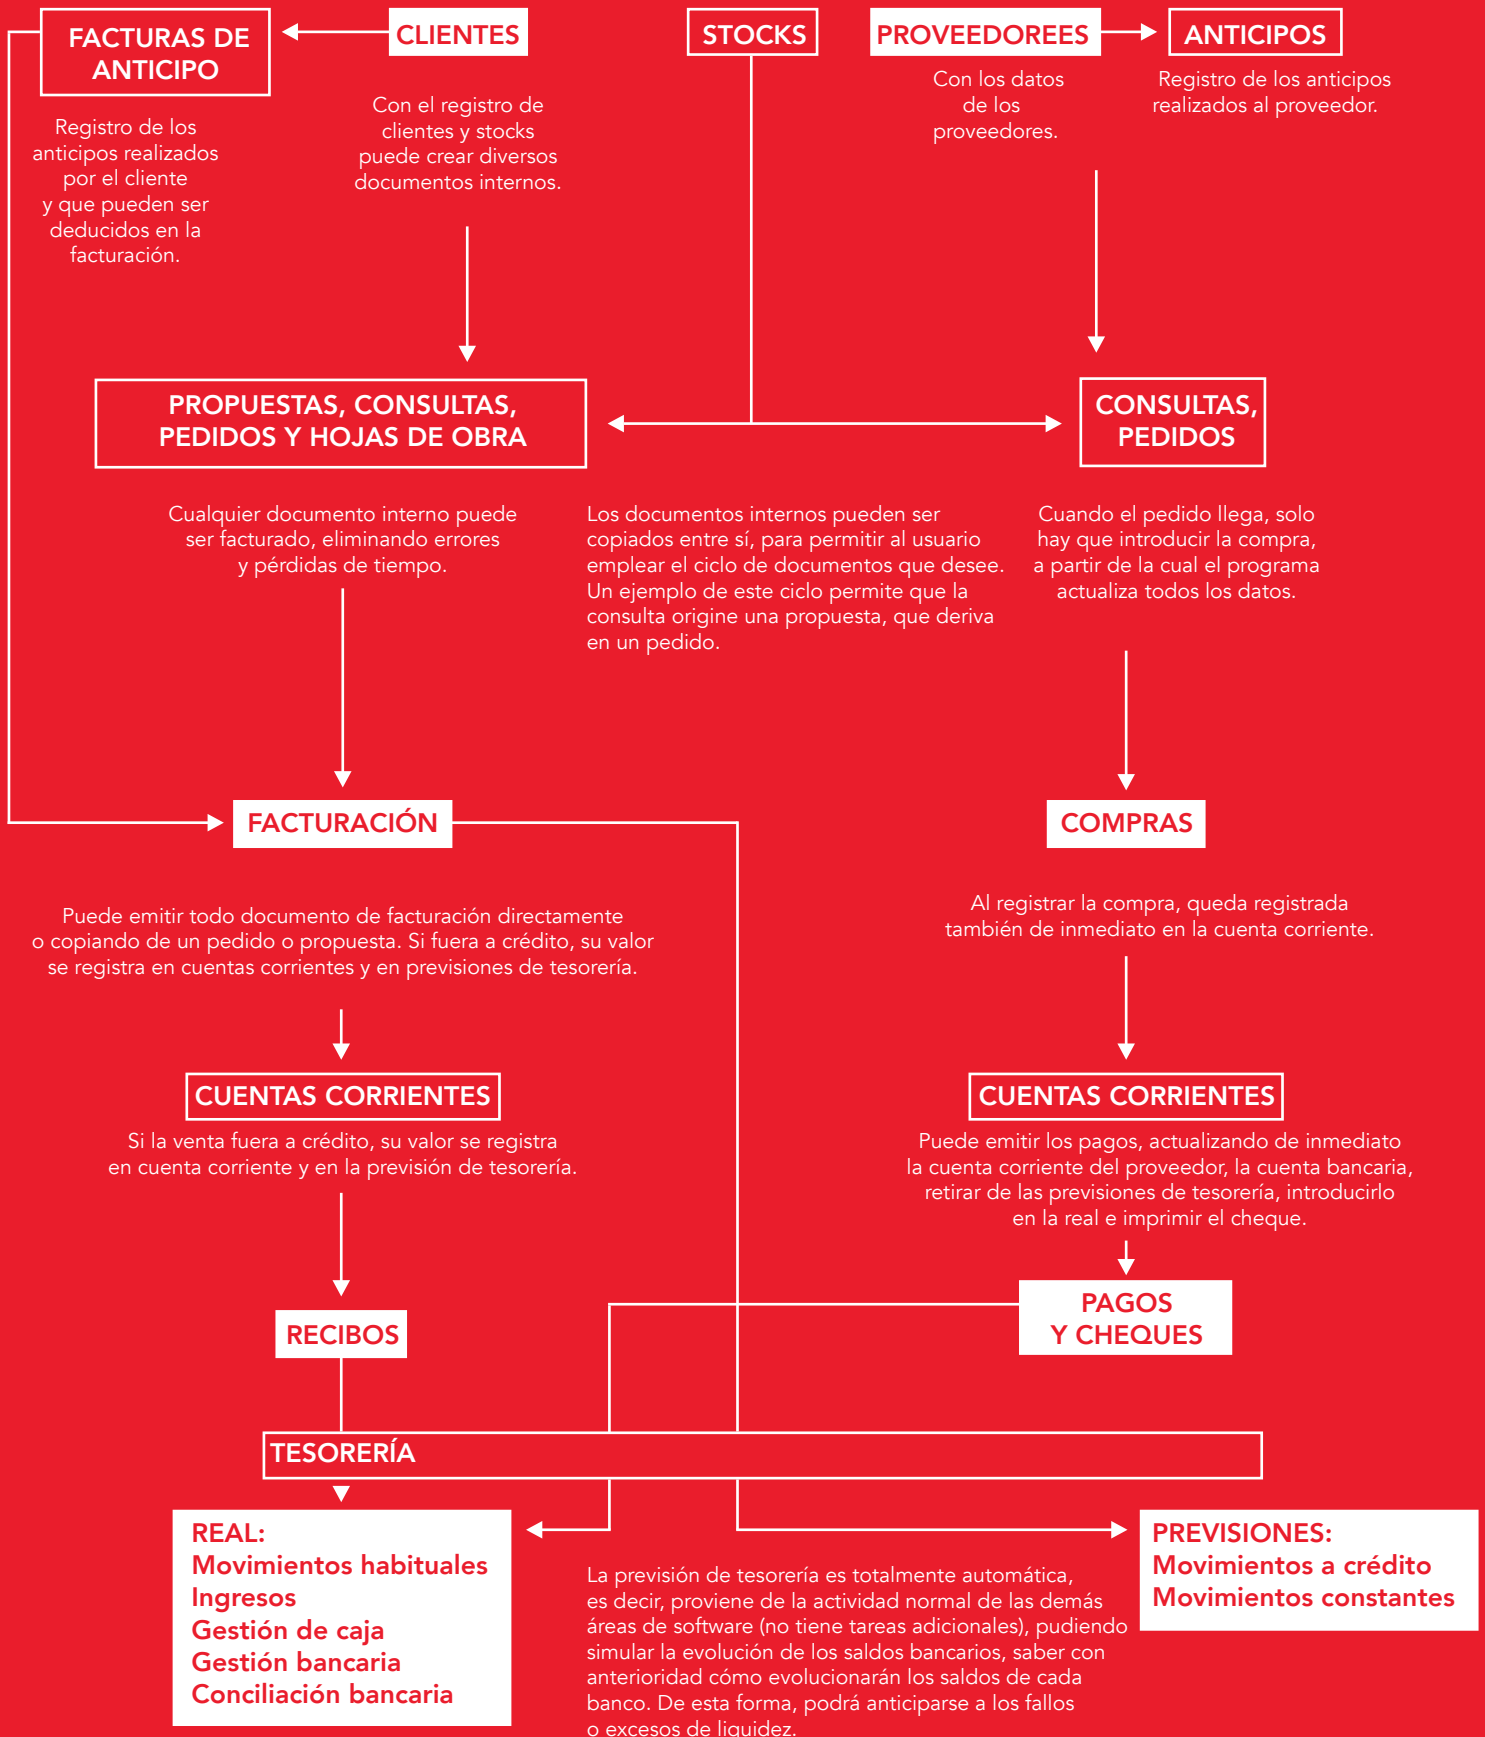 FACTURAS DE
ANTICIPO
CLIENTES
STOCKS
PROVEEDOREES
ANTICIPOS
Registro de los
anticipos realizados
por el cliente
y que pueden ser
deducidos en la
facturación.
Con el registro de
clientes y stocks
puede crear diversos
documentos internos.
Con los datos
de los
proveedores.
Registro de los anticipos
realizados al proveedor.
PROPUESTAS, CONSULTAS,
PEDIDOS Y HOJAS DE OBRA
CONSULTAS,
PEDIDOS
Cualquier documento interno puede
ser facturado, eliminando errores
y pérdidas de tiempo.
Los documentos internos pueden ser
copiados entre sí, para permitir al usuario
emplear el ciclo de documentos que desee.
Un ejemplo de este ciclo permite que la
consulta origine una propuesta, que deriva
en un pedido.
Cuando el pedido llega, solo
hay que introducir la compra,
a partir de la cual el programa
actualiza todos los datos.
FACTURACIÓN
COMPRAS
Puede emitir todo documento de facturación directamente
o copiando de un pedido o propuesta. Si fuera a crédito, su valor
se registra en cuentas corrientes y en previsiones de tesorería.
Al registrar la compra, queda registrada
también de inmediato en la cuenta corriente.
CUENTAS CORRIENTES
CUENTAS CORRIENTES
Si la venta fuera a crédito, su valor se registra
en cuenta corriente y en la previsión de tesorería.
Puede emitir los pagos, actualizando de inmediato
la cuenta corriente del proveedor, la cuenta bancaria,
retirar de las previsiones de tesorería, introducirlo
en la real e imprimir el cheque.
RECIBOS
PAGOS
Y CHEQUES
TESORERÍA
REAL:
Movimientos habituales
Ingresos
Gestión de caja
Gestión bancaria
Conciliación bancaria
La previsión de tesorería es totalmente automática,
es decir, proviene de la actividad normal de las demás
áreas de software (no tiene tareas adicionales), pudiendo
simular la evolución de los saldos bancarios, saber con
anterioridad cómo evolucionarán los saldos de cada
banco. De esta forma, podrá anticiparse a los fallos
o excesos de liquidez.
PREVISIONES:
Movimientos a crédito
Movimientos constantes